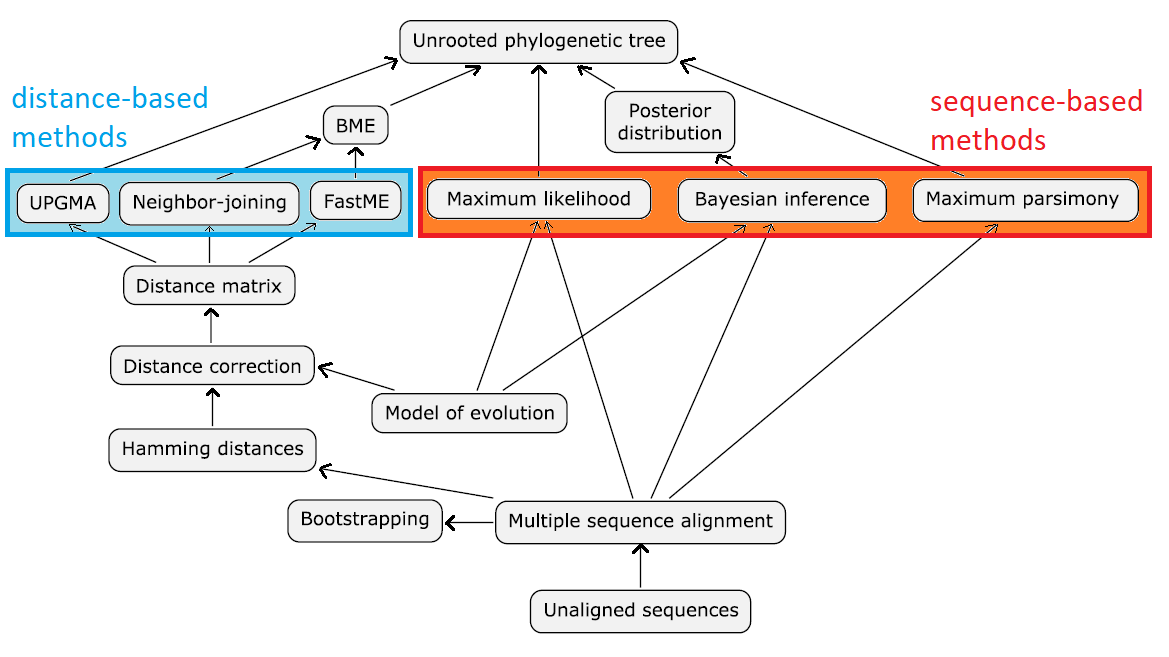 Unrooted phylogenetic tree
distance-based
methods
BME
Posterior
distribution
sequence-based
methods
UPGMA
Neighbor-joining
FastME
Maximum likelihood
Bayesian inference
Maximum parsimony
Distance matrix
Distance correction
Model of evolution
Hamming distances
Bootstrapping
Multiple sequence alignment
Unaligned sequences